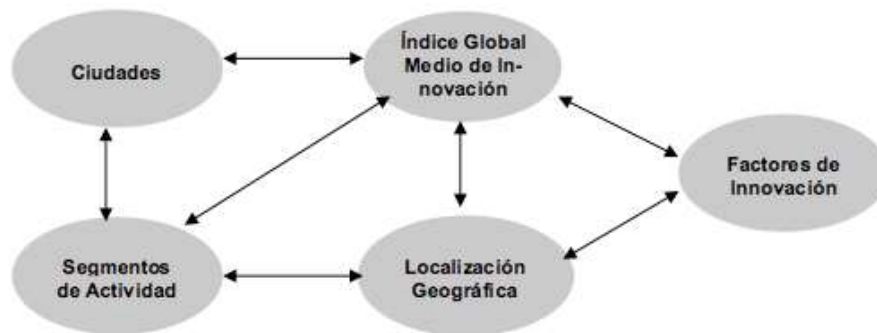 Ciudades
Índice Global
Medio de In-
novación
Factores de
Innovación
Segmentos
de Actividad
Localización
Geográfica